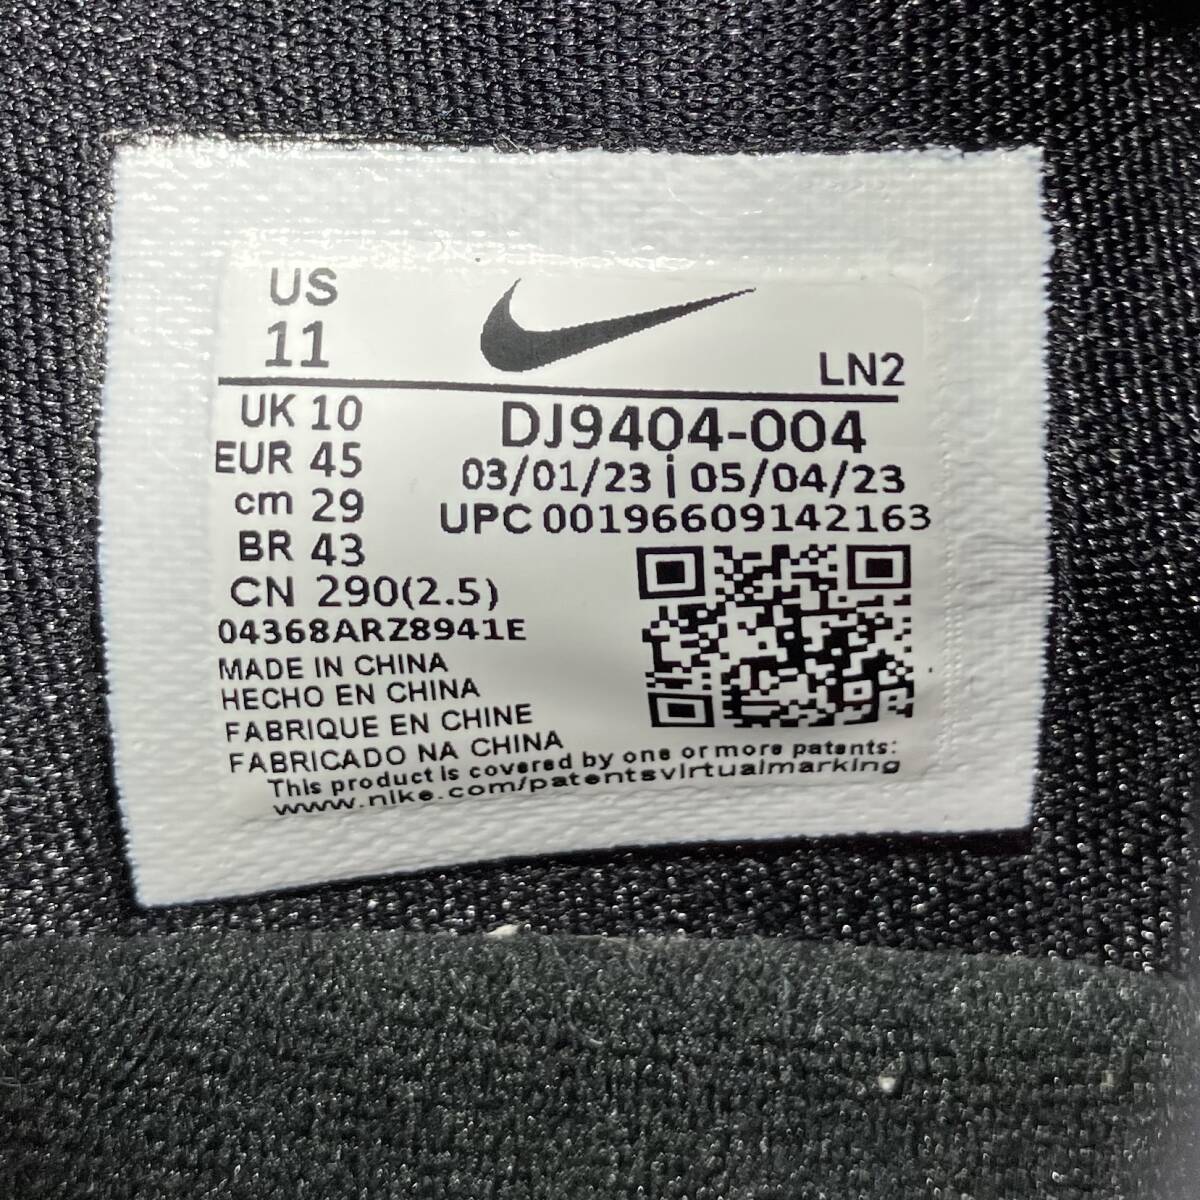 US
11
LN2
UK 10
EUR 45
cm 29
BR 43
CN 290(2.5)
DJ9404-004
03/01/23 | 05/04/23
UPC 00196609142163
04368ARZ8941E
MADE IN CHINA
HECHO EN CHINA
FABRIQUE EN CHINE
FABRICADO NA CHINA
This product is covered by one or more patents:
www.nike.com/patentsvirtualmarking